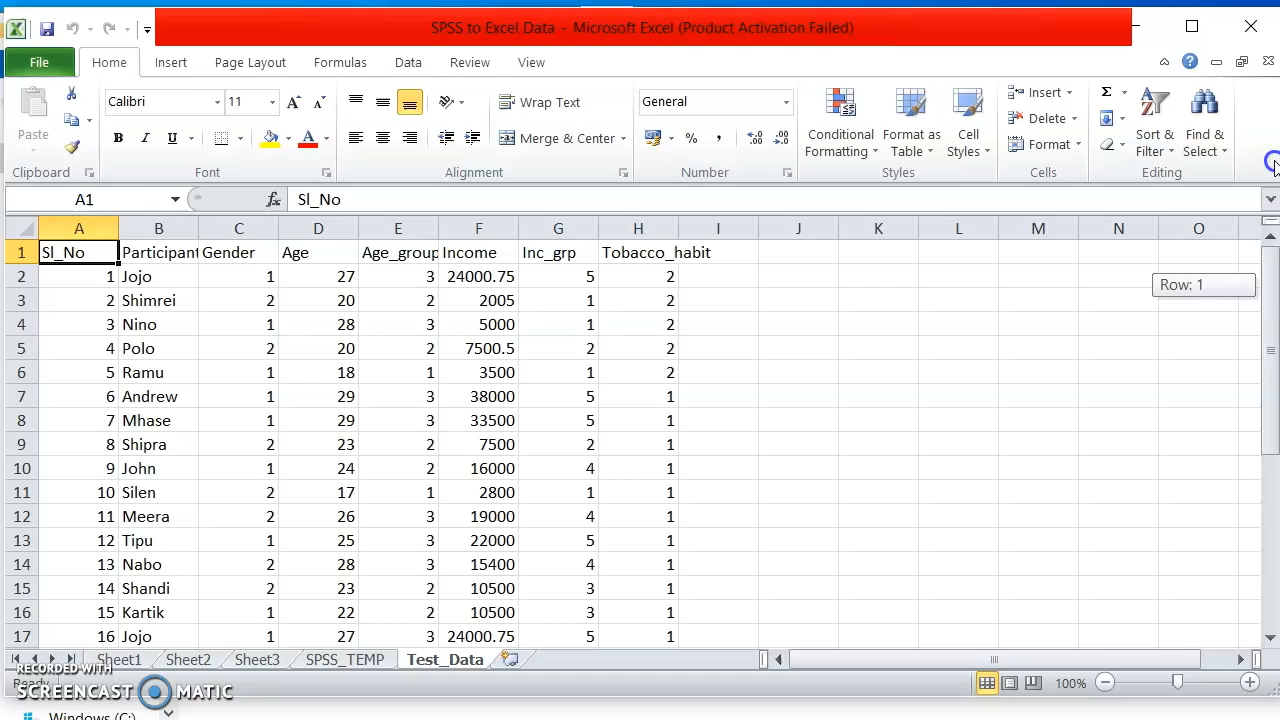 SPSS to Excel Data - Microsoft Excel (Product Activation Failed)
File Home Insert Page Layout Formulas Data Review View
Paste
Calibri 11
B I U
Wrap Text
Merge & Center
General
% ,
Conditional Formatting
Format as Table
Cell Styles
Insert
Delete
Format
Σ
Sort & Filter
Find & Select
Clipboard Font Alignment Number Styles Cells Editing
A1 fx Sl_No
A B C D E F G H I J K L M N O
1 Sl_No Participant Gender Age Age_group Income Inc_grp Tobacco_habit
2 1 Jojo 1 27 3 24000.75 5 2
Row: 1
3 2 Shimrei 2 20 2 2005 1 2
4 3 Nino 1 28 3 5000 1 2
5 4 Polo 2 20 2 7500.5 2 2
6 5 Ramu 1 18 1 3500 1 2
7 6 Andrew 1 29 3 38000 5 1
8 7 Mhase 1 29 3 33500 5 1
9 8 Shipra 2 23 2 7500 2 1
10 9 John 1 24 2 16000 4 1
11 10 Silen 2 17 1 2800 1 1
12 11 Meera 2 26 3 19000 4 1
13 12 Tipu 1 25 3 22000 5 1
14 13 Nabo 2 28 3 15400 4 1
15 14 Shandi 2 23 2 10500 3 1
16 15 Kartik 1 22 2 10500 3 1
17 16 Jojo 1 27 3 24000.75 5 1
Sheet1 Sheet2 Sheet3 SPSS_TEMP Test_Data
RECORDED WITH
Ready 100%
SCREENCAST MATIC
Windows (C:)